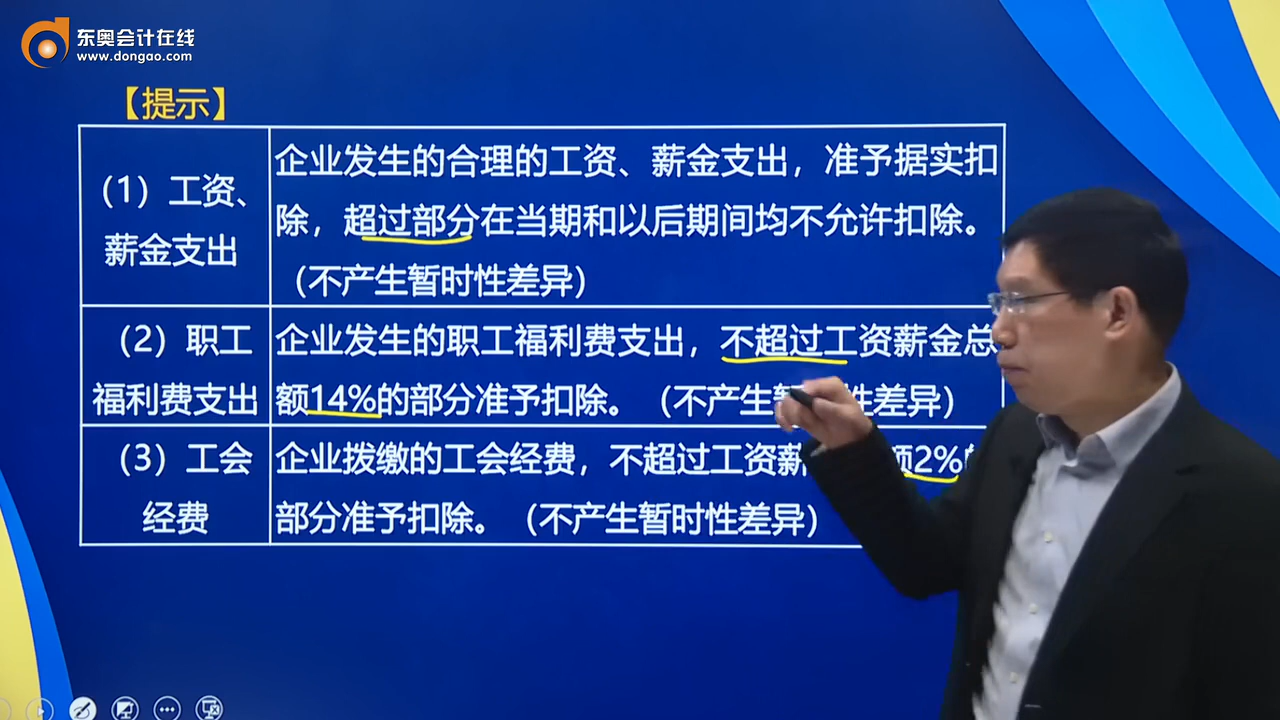 东奥会计在线
www.dongao.com
【提示】
（1）工资、
薪金支出
企业发生的合理的工资、薪金支出，准予据实扣
除，超过部分在当期和以后期间均不允许扣除。
（不产生暂时性差异）
（2）职工
福利费支出
企业发生的职工福利费支出，不超过工资薪金总
额14%的部分准予扣除。（不产生 性差异）
（3）工会
经费
企业拨缴的工会经费，不超过工资薪 额2%的
部分准予扣除。（不产生暂时性差异）